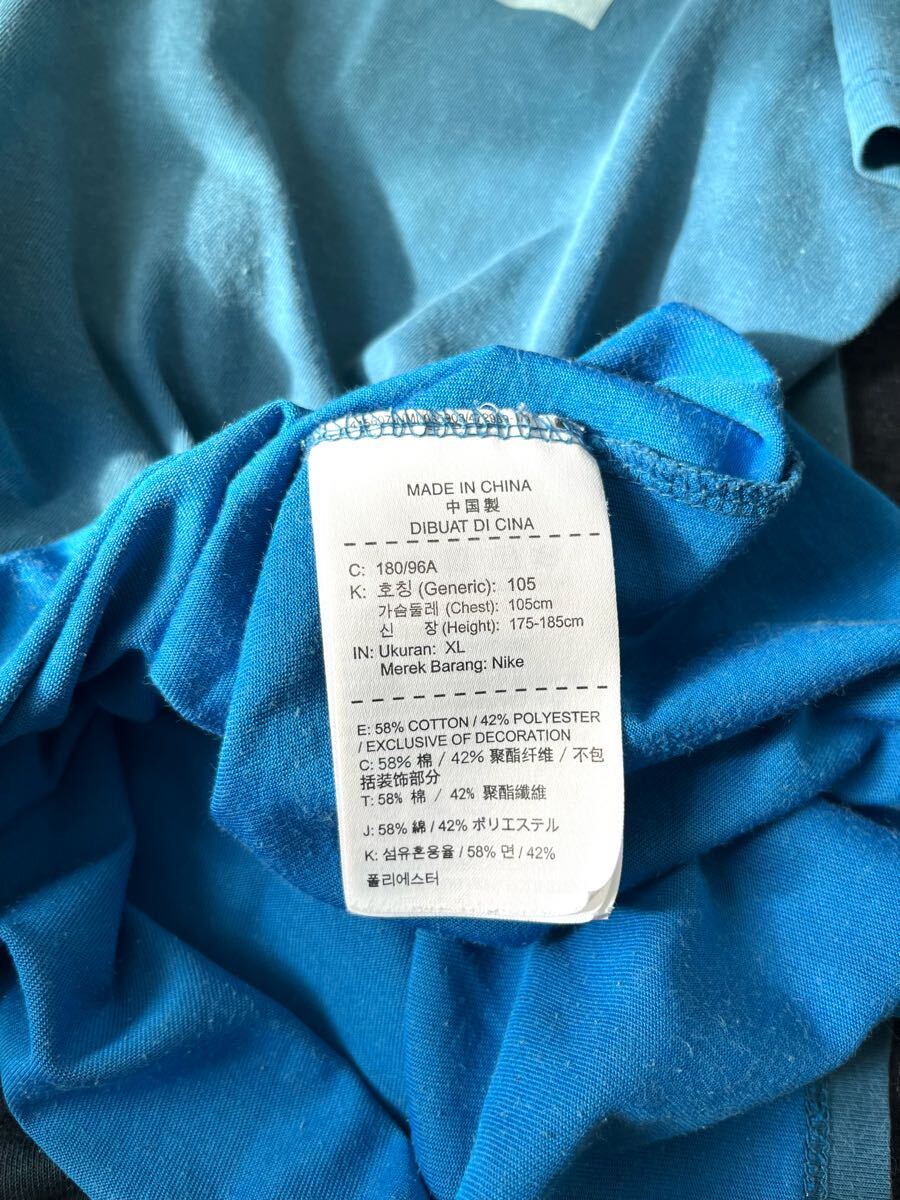 MADE IN CHINA
中国製
DIBUAT DI CINA
C: 180/96A
K: 호칭 (Generic): 105
가슴둘레 (Chest): 105cm
신 장 (Height): 175-185cm
IN: Ukuran: XL
Merek Barang: Nike
E: 58% COTTON / 42% POLYESTER
/ EXCLUSIVE OF DECORATION
C: 58% 棉 / 42% 聚酯纤维 / 不包
括装饰部分
T: 58% 棉 / 42% 聚酯纖維
J: 58% 綿 / 42% ポリエステル
K: 섬유혼용율 / 58% 면 / 42%
폴리에스터